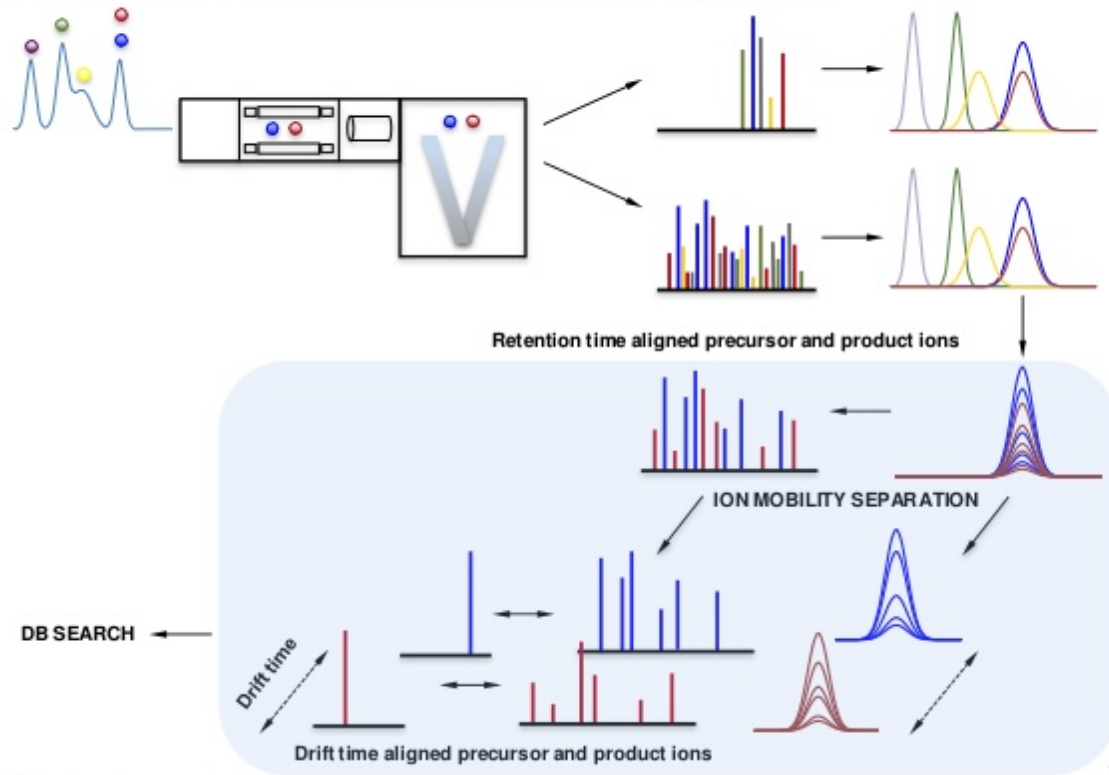 Retention time aligned precursor and product ions
ION MOBILITY SEPARATION
DB SEARCH
Drift time
Drift time aligned precursor and product ions